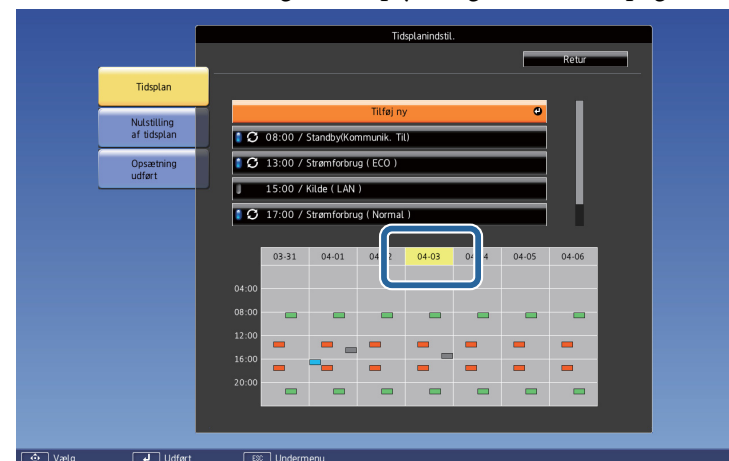 Tidsplanindstil.
Retur
Tidsplan
Nulstilling
af tidsplan
Opsætning
udført
Tilføj ny
08:00 / Standby(Kommunik. Til)
13:00 / Strømforbrug ( ECO )
15:00 / Kilde ( LAN )
17:00 / Strømforbrug ( Normal )
03-31 04-01 04-03 04-05 04-06
04:00
08:00
12:00
16:00
20:00
Vælg Udført ESC Undermenu